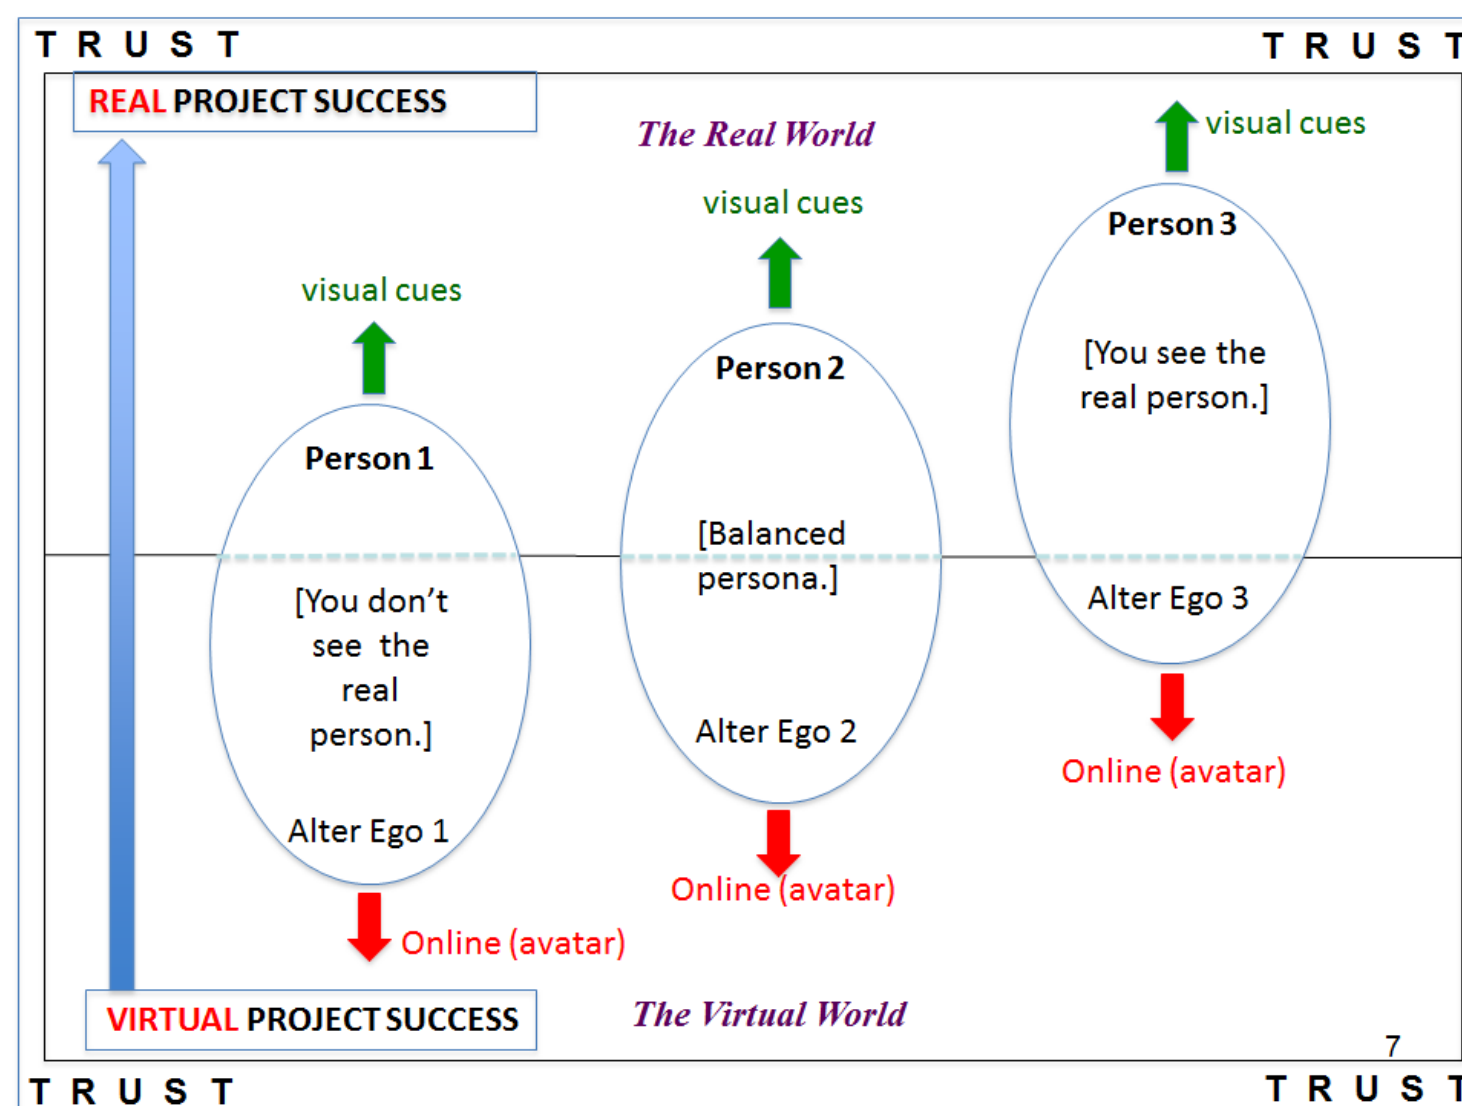 T R U S T
T R U S T
REAL PROJECT SUCCESS
The Real World
visual cues
visual cues
visual cues
Person 1
[You don't
see the
real
person.]
Alter Ego 1
Online (avatar)
Person 2
[Balanced
persona.]
Alter Ego 2
Online (avatar)
Person 3
[You see the
real person.]
Alter Ego 3
Online (avatar)
VIRTUAL PROJECT SUCCESS
The Virtual World
7
T R U S T
T R U S T